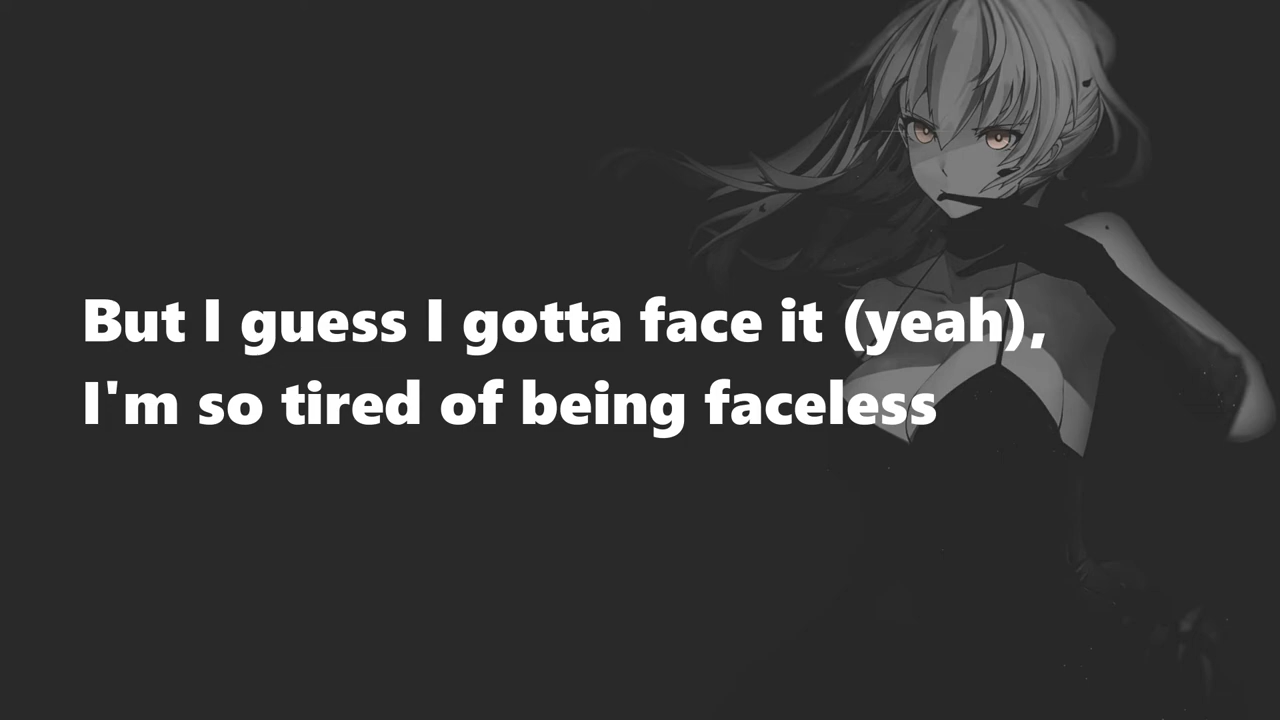 But I guess I gotta face it (yeah),
I'm so tired of being faceless